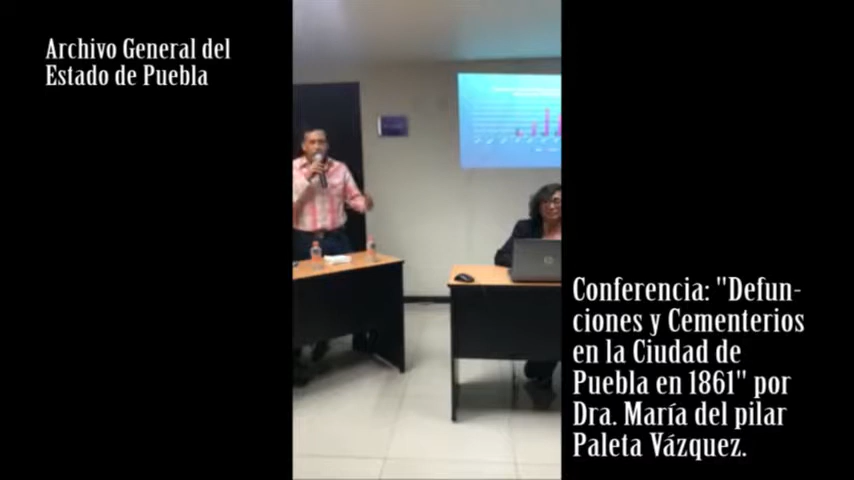 Archivo General del
Estado de Puebla
Conferencia: "Defun-
ciones y Cementerios
en la Ciudad de
Puebla en 1861" por
Dra. María del pilar
Paleta Vázquez.